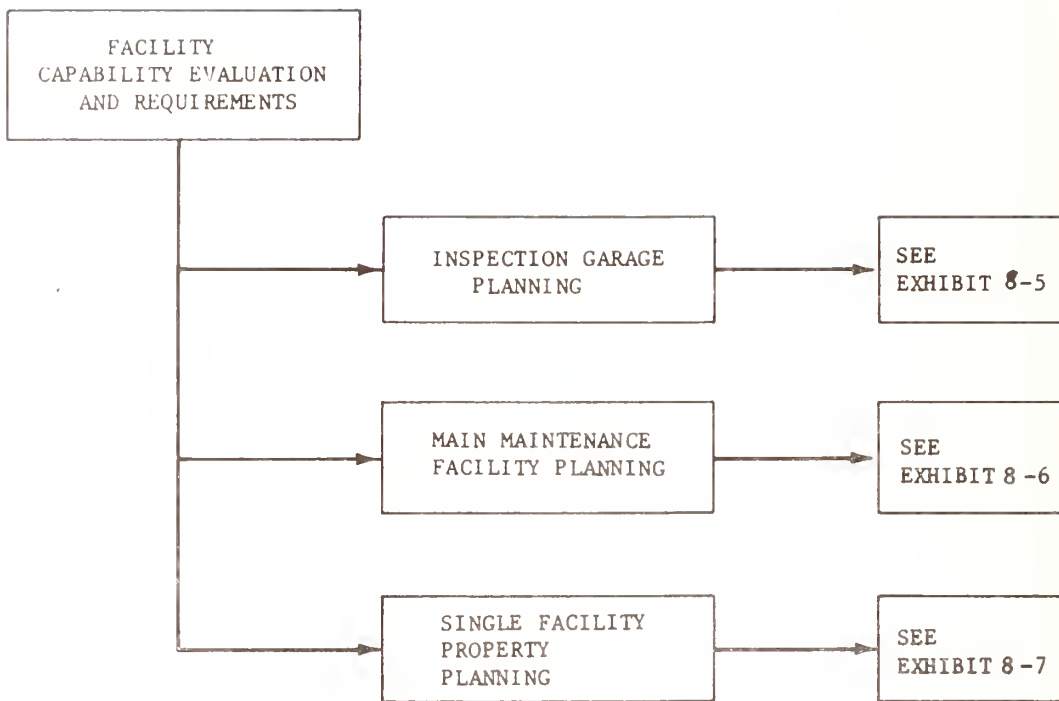 FACILITY
CAPABILITY EVALUATION
AND REQUIREMENTS
INSPECTION GARAGE
PLANNING
SEE
EXHIBIT 8-5
MAIN MAINTENANCE
FACILITY PLANNING
SEE
EXHIBIT 8-6
SINGLE FACILITY
PROPERTY
PLANNING
SEE
EXHIBIT 8-7